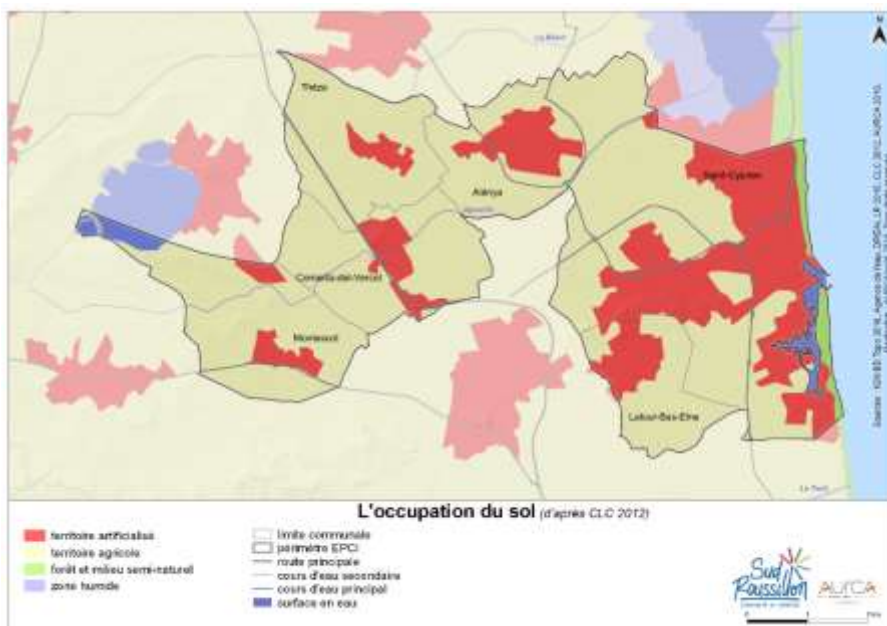 Théza
Alénya
Saint-Cyprien
Corneilla-del-Vercol
Montescot
Latour-Bas-Elne
L'occupation du sol (d'après CLC 2012)
territoire artificialisé
territoire agricole
forêt et milieu semi-naturel
zone humide
limite communale
périmètre EPCI
route principale
cours d'eau secondaire
cours d'eau principal
surface en eau
Sud
Roussillon
AURCA